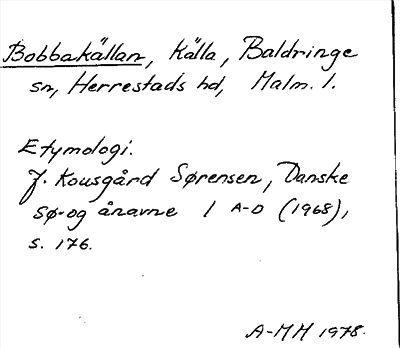 Bobbakällan, Källa, Baldringe
sn, Herrestads hd, Malm. l.
Etymologi.
J. Kousgård Sørensen, Danske
sø- og ånavne 1 A-D (1968),
s. 176.
A-MH 1978.